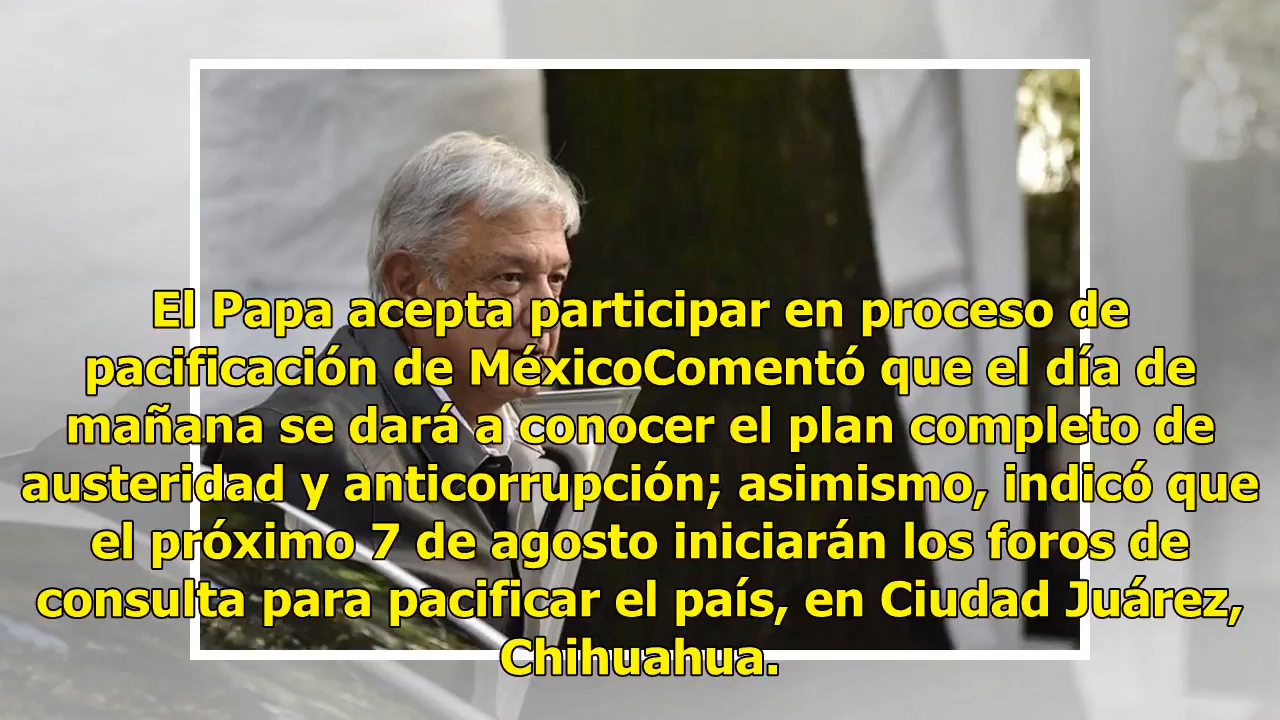 El Papa acepta participar en proceso de
pacificación de MéxicoComentó que el día de
mañana se dará a conocer el plan completo de
austeridad y anticorrupción; asimismo, indicó que
el próximo 7 de agosto iniciarán los foros de
consulta para pacificar el país, en Ciudad Juárez,
Chihuahua.